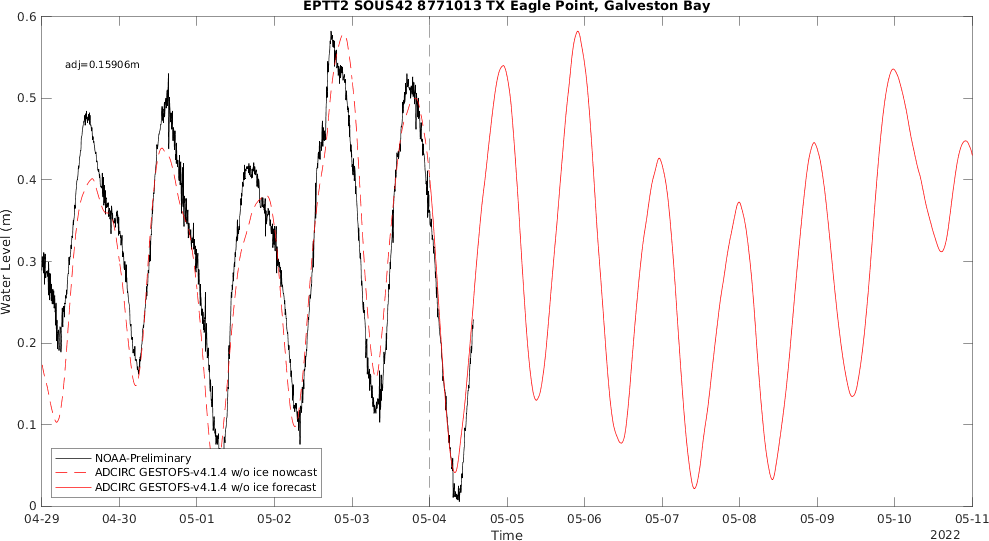 EPTT2 SOUS42 8771013 TX Eagle Point, Galveston Bay
0.6
adj=0.15906m
0.5
0.4
0.3
0.2
0.1
0
Water Level (m)
NOAA-Preliminary
ADCIRC GESTOFS-v4.1.4 w/o ice nowcast
ADCIRC GESTOFS-v4.1.4 w/o ice forecast
04-29 04-30 05-01 05-02 05-03 05-04 05-05 05-06 05-07 05-08 05-09 05-10 05-11
Time
2022